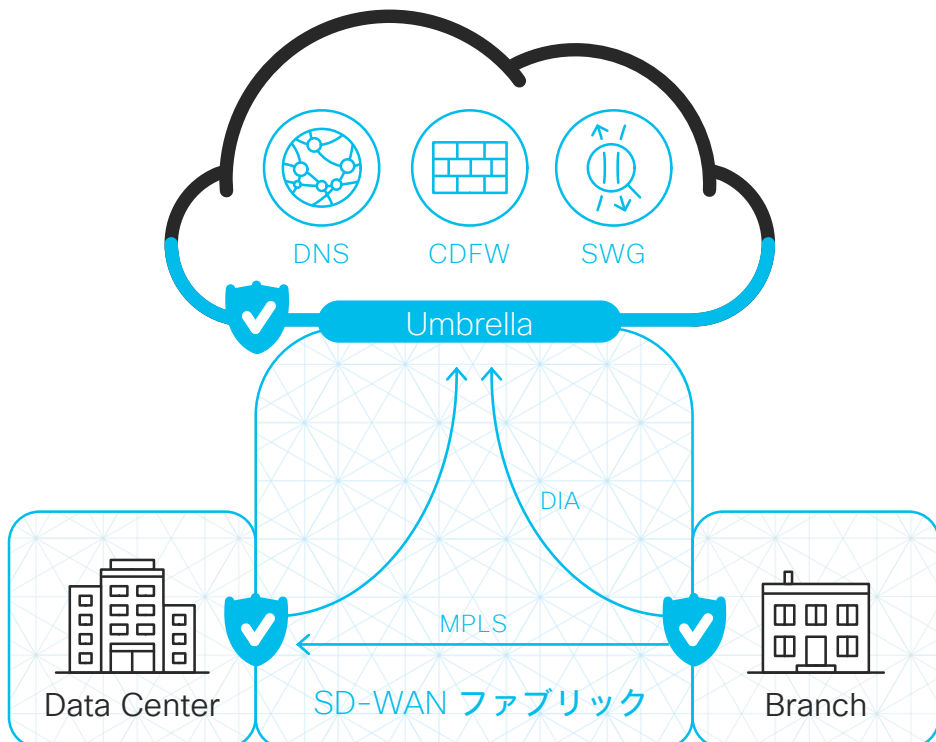 DNS
CDFW
SWG
Umbrella
DIA
MPLS
Data Center
SD-WAN ファブリック
Branch